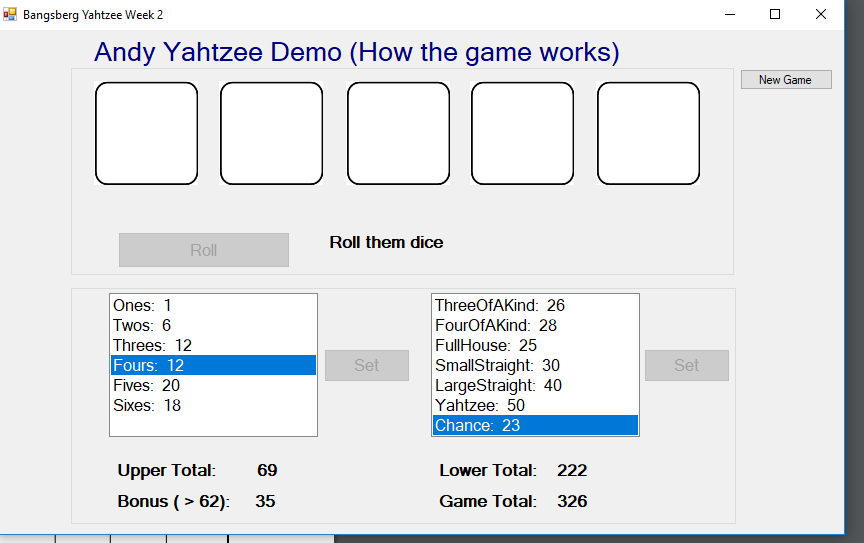 Bangsberg Yahtzee Week 2
Andy Yahtzee Demo (How the game works)
New Game
Roll
Roll them dice
Ones: 1
Twos: 6
Threes: 12
Fours: 12
Fives: 20
Sixes: 18
Set
ThreeOfAKind: 26
FourOfAKind: 28
FullHouse: 25
SmallStraight: 30
LargeStraight: 40
Yahtzee: 50
Chance: 23
Set
Upper Total: 69
Bonus ( > 62): 35
Lower Total: 222
Game Total: 326